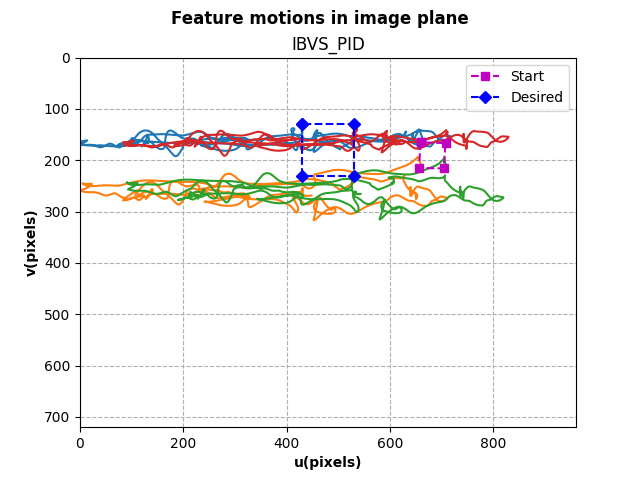 Feature motions in image plane
IBVS_PID
Start
Desired
0
100
200
300
400
500
600
700
v(pixels)
0 200 400 600 800
u(pixels)